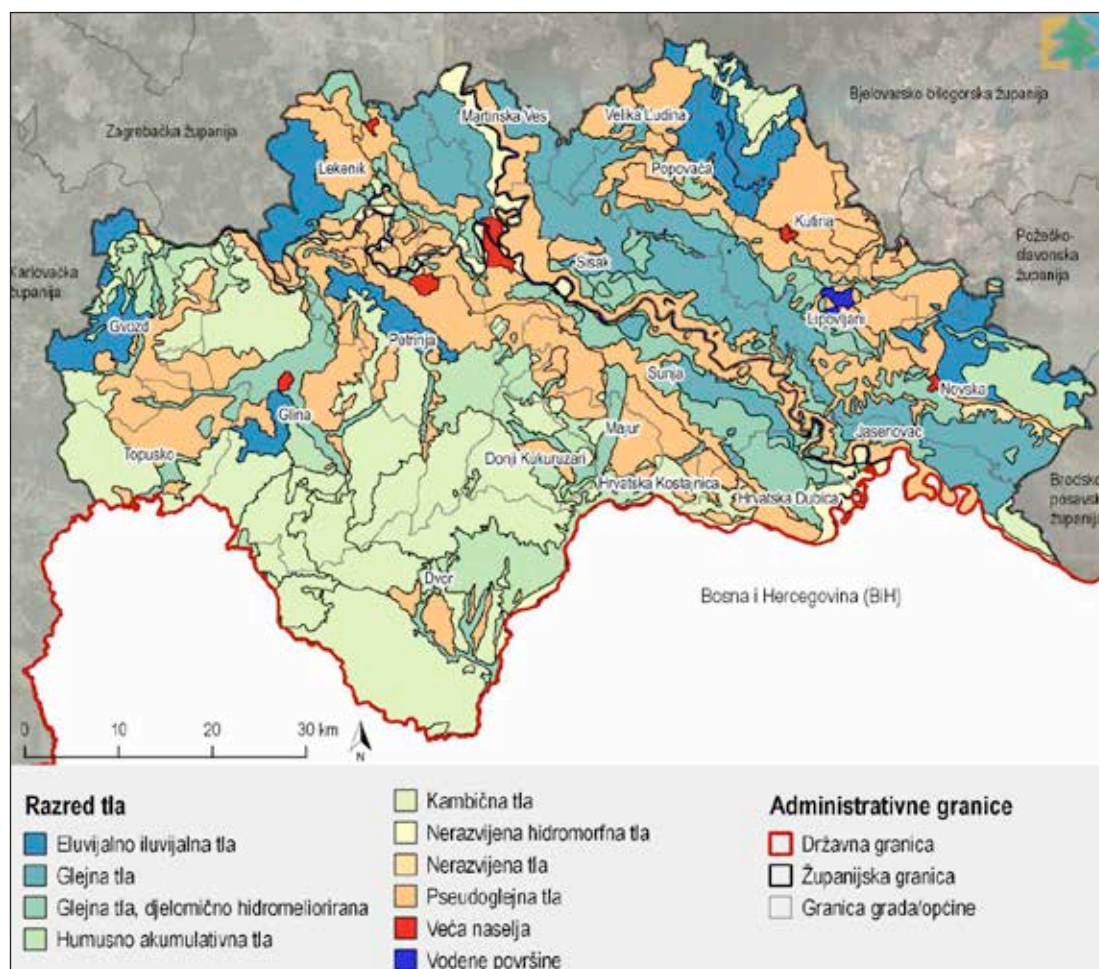 Bjelovarsko bilogorska županija
Zagrebačka županija
Martinska Ves
Velika Ludina
Lekenik
Popovača
Kutina
Požeško-
slavonska
županija
Karlovačka
županija
Sisak
Lipovljani
Gvozd
Petrinja
Sunja
Novska
Glina
Majur
Jasenovac
Topusko
Donji Kukuruzari
Hrvatska Kostajnica
Hrvatska Dubica
Brodsko
posavska
županija
Dvor
Bosna i Hercegovina (BiH)
0 10 20 30 km
N
Razred tla
Eluvijalno iluvijalna tla
Glejna tla
Glejna tla, djelomično hidromeliorirana
Humusno akumulativna tla
Kambična tla
Nerazvijena hidromorfna tla
Nerazvijena tla
Pseudoglejna tla
Veća naselja
Vodene površine
Administrativne granice
Državna granica
Županijska granica
Granica grada/općine